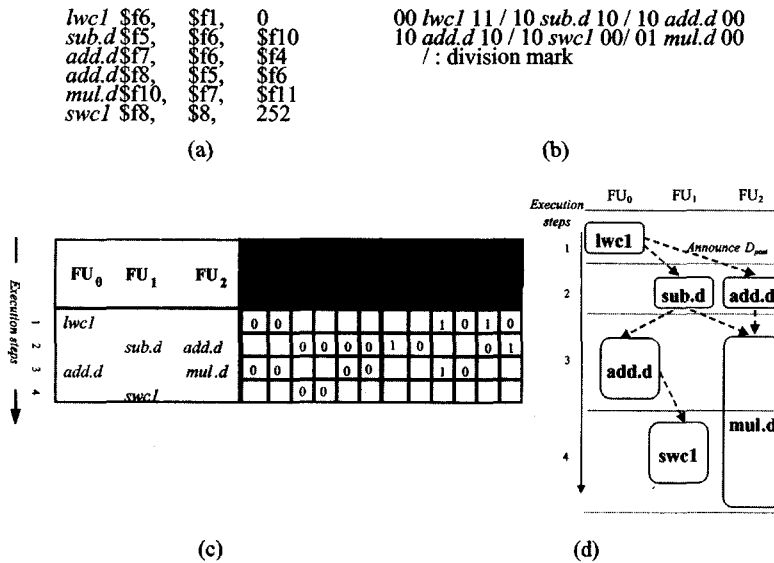 lwc1 $f6, $f1, 0
sub.d $f5, $f6, $f10
add.d $f7, $f6, $f4
add.d $f8, $f5, $f6
mul.d $f10, $f7, $f11
swc1 $f8, $8, 252
(a)
00 lwc1 11 / 10 sub.d 10 / 10 add.d 00
10 add.d 10 / 10 swc1 00/ 01 mul.d 00
/ : division mark
(b)
Execution steps
FU0 FU1 FU2
1 lwc1 0 0 1 0 1 0
2 sub.d add.d 0 0 0 0 1 0 0 1
3 add.d mul.d 0 0 0 0 1 0
4 swc1 0 0
(c)
FU0 FU1 FU2
Execution
steps
1 lwc1 Announce Dpost
2 sub.d add.d
3 add.d
mul.d
4 swc1
(d)